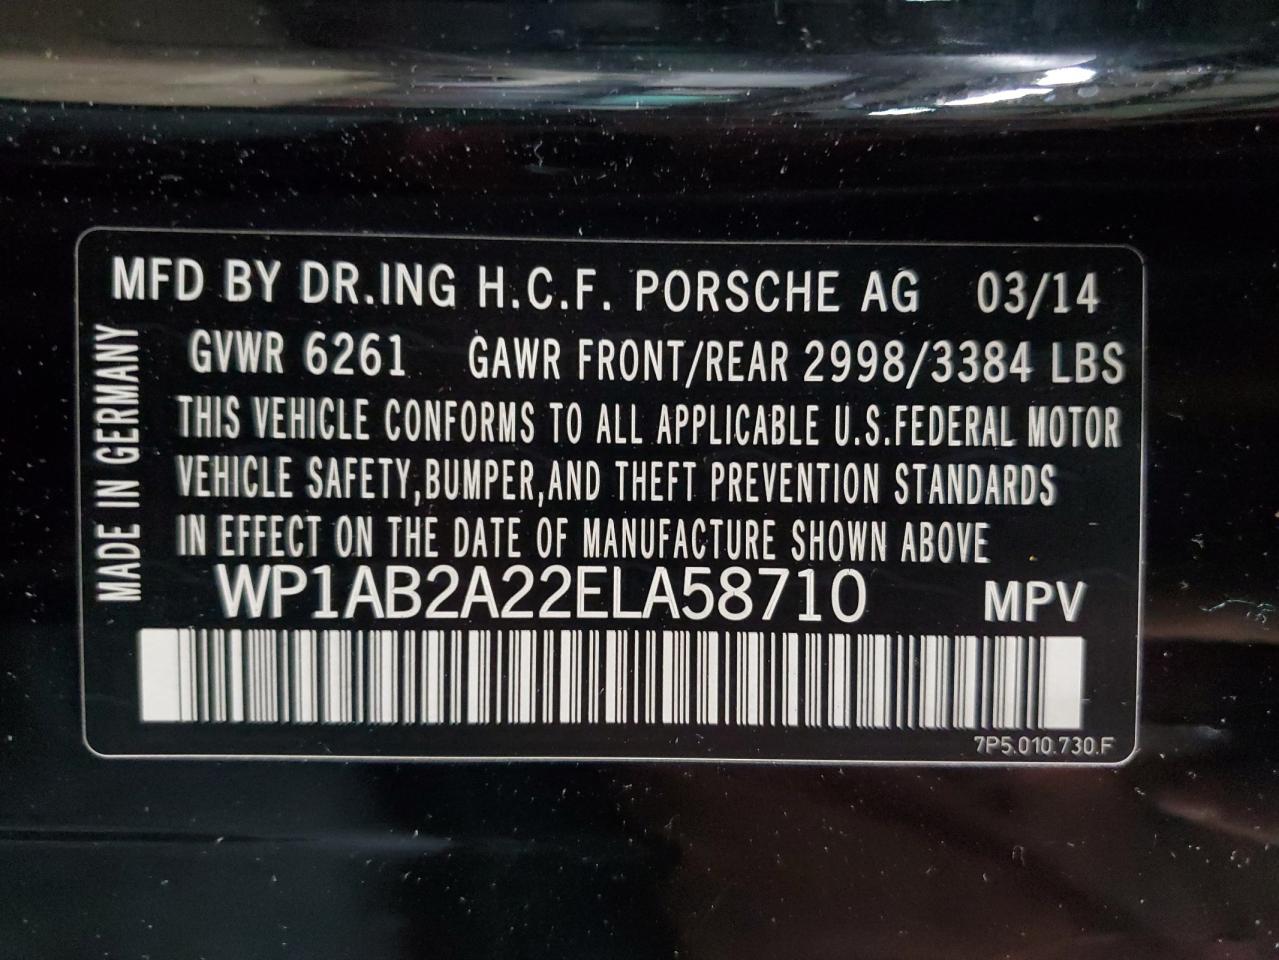 MFD BY DR.ING H.C.F. PORSCHE AG 03/14
GVWR 6261 GAWR FRONT/REAR 2998/3384 LBS
THIS VEHICLE CONFORMS TO ALL APPLICABLE U.S.FEDERAL MOTOR
VEHICLE SAFETY,BUMPER,AND THEFT PREVENTION STANDARDS
IN EFFECT ON THE DATE OF MANUFACTURE SHOWN ABOVE
WP1AB2A22ELA58710 MPV
7P5.010.730.F
MADE IN GERMANY